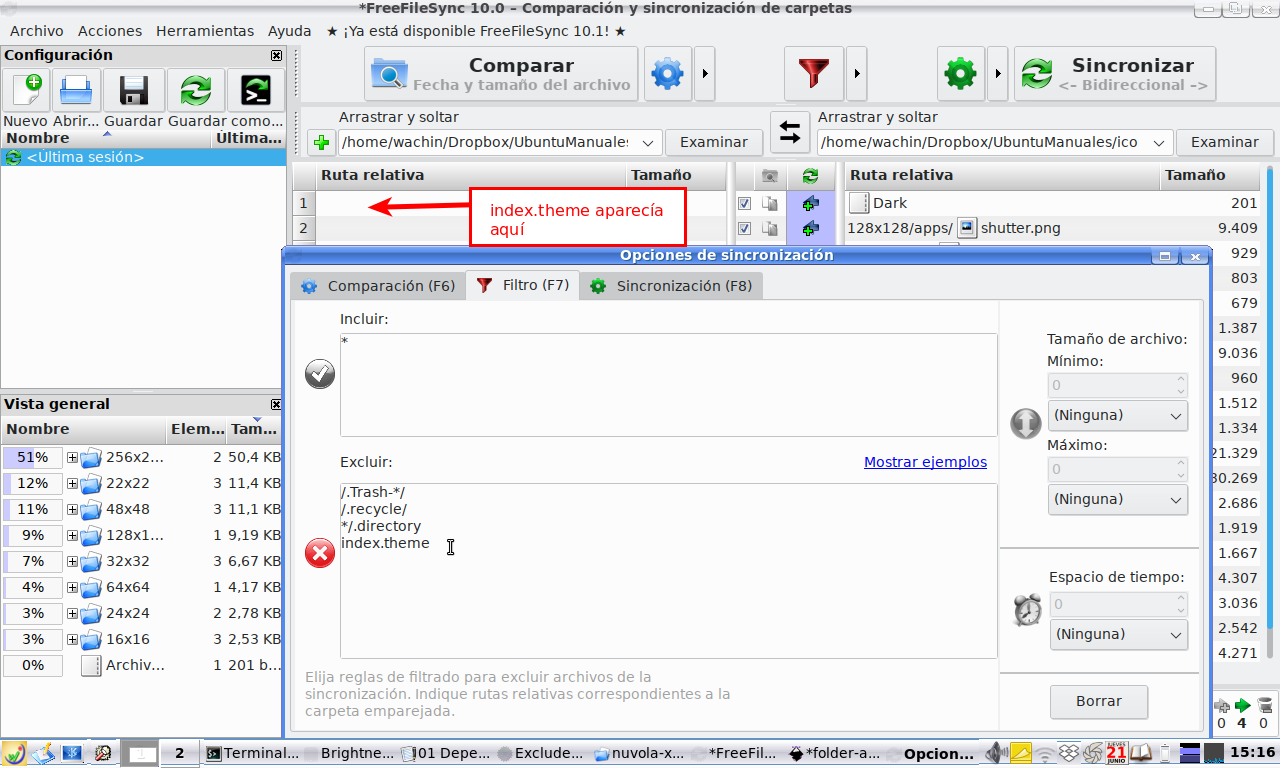 *FreeFileSync 10.0 – Comparación y sincronización de carpetas
Archivo Acciones Herramientas Ayuda ★ ¡Ya está disponible FreeFileSync 10.1! ★
Configuración
Nuevo Abrir... Guardar Guardar como...
Nombre Última...
<Última sesión>
Comparar
Fecha y tamaño del archivo
Sincronizar
<- Bidireccional ->
Arrastrar y soltar
/home/wachin/Dropbox/UbuntuManuales
Examinar
Arrastrar y soltar
/home/wachin/Dropbox/UbuntuManuales/ico
Examinar
Ruta relativa Tamaño
Ruta relativa Tamaño
1
2
index.theme aparecía
aquí
Dark 201
128x128/apps/ shutter.png 9.409
929
803
679
1.387
9.036
960
1.512
1.334
21.329
30.269
2.686
1.919
1.667
4.307
3.036
2.542
4.271
Opciones de sincronización
Comparación (F6) Filtro (F7) Sincronización (F8)
Incluir:
*
Excluir: Mostrar ejemplos
/.Trash-*/
/.recycle/
*/.directory
index.theme
Elija reglas de filtrado para excluir archivos de la
sincronización. Indique rutas relativas correspondientes a la
carpeta emparejada.
Tamaño de archivo:
Mínimo:
0
(Ninguna)
Máximo:
0
(Ninguna)
Espacio de tiempo:
0
(Ninguna)
Borrar
Vista general
Nombre Elem... Tam...
51% 256x2... 2 50,4 KB
12% 22x22 3 11,4 KB
11% 48x48 3 11,1 KB
9% 128x1... 1 9,19 KB
7% 32x32 3 6,67 KB
4% 64x64 1 4,17 KB
3% 24x24 2 2,78 KB
3% 16x16 3 2,53 KB
0% Archiv... 1 201 b...
0 4 0
1 2 Terminal... Brightne... 01 Depe... Exclude... nuvola-x... *FreeFil... *folder-a... Opcion... 21 JUNIO 15:16